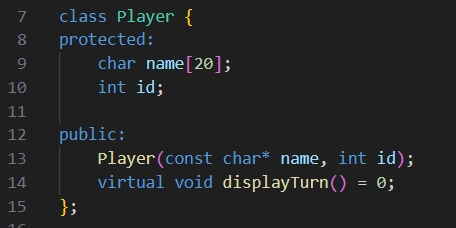 7 class Player {
8 protected:
9     char name[20];
10     int id;
11
12 public:
13     Player(const char* name, int id);
14     virtual void displayTurn() = 0;
15 };